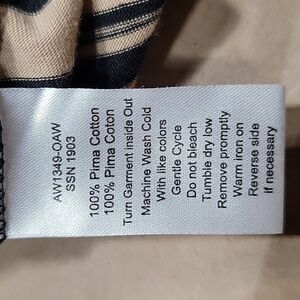 AW1349-OAW
SSN 1903
100% Pima Cotton
100% Pima Cotton
Turn Garment inside Out
Machine Wash Cold
With like colors
Gentle Cycle
Do not bleach
Tumble dry low
Remove promptly
Warm iron on
Reverse side
if necessary